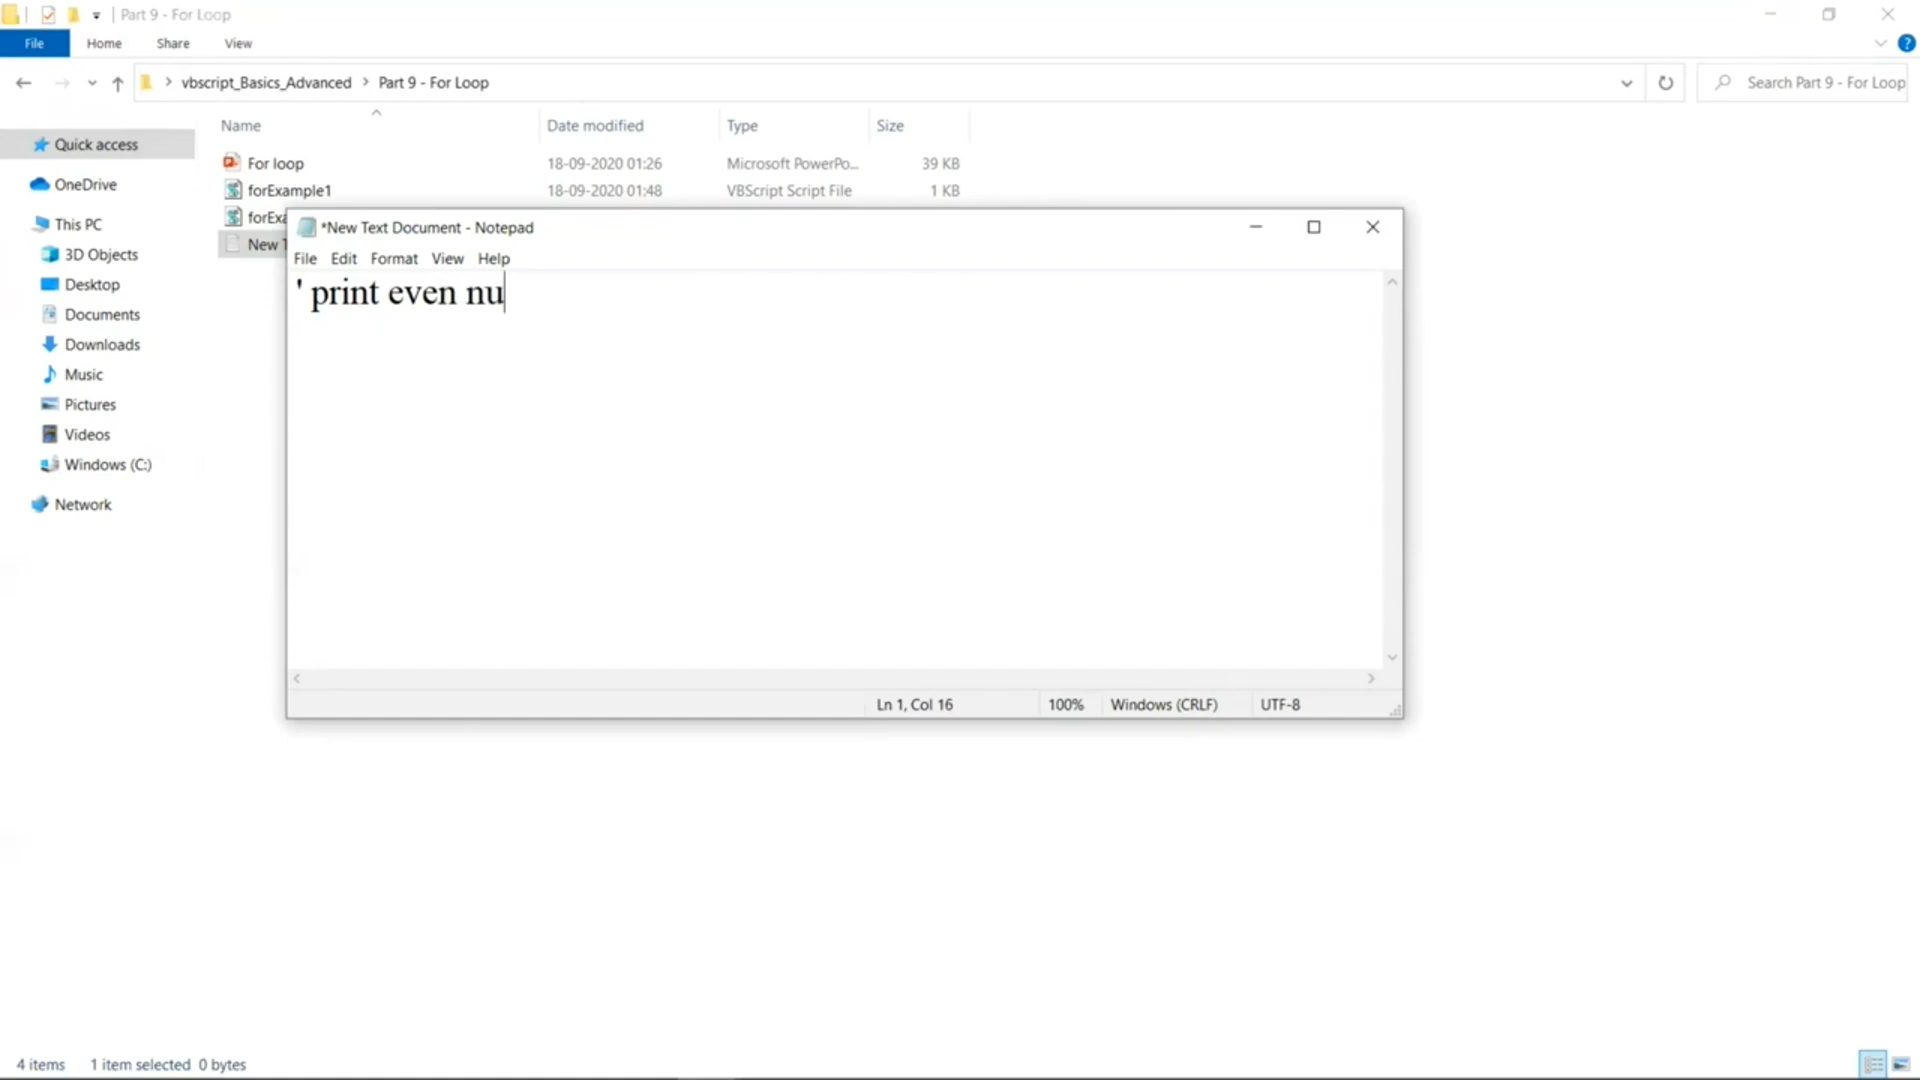 Part 9 - For Loop
File Home Share View
vbscript_Basics_Advanced Part 9 - For Loop
Search Part 9 - For Loop
Name Date modified Type Size
Quick access
OneDrive
This PC
3D Objects
Desktop
Documents
Downloads
Music
Pictures
Videos
Windows (C:)
Network
For loop 18-09-2020 01:26 Microsoft PowerPo... 39 KB
forExample1 18-09-2020 01:48 VBScript Script File 1 KB
forExa
New T
*New Text Document - Notepad
File Edit Format View Help
' print even nu
Ln 1, Col 16 100% Windows (CRLF) UTF-8
4 items 1 item selected 0 bytes